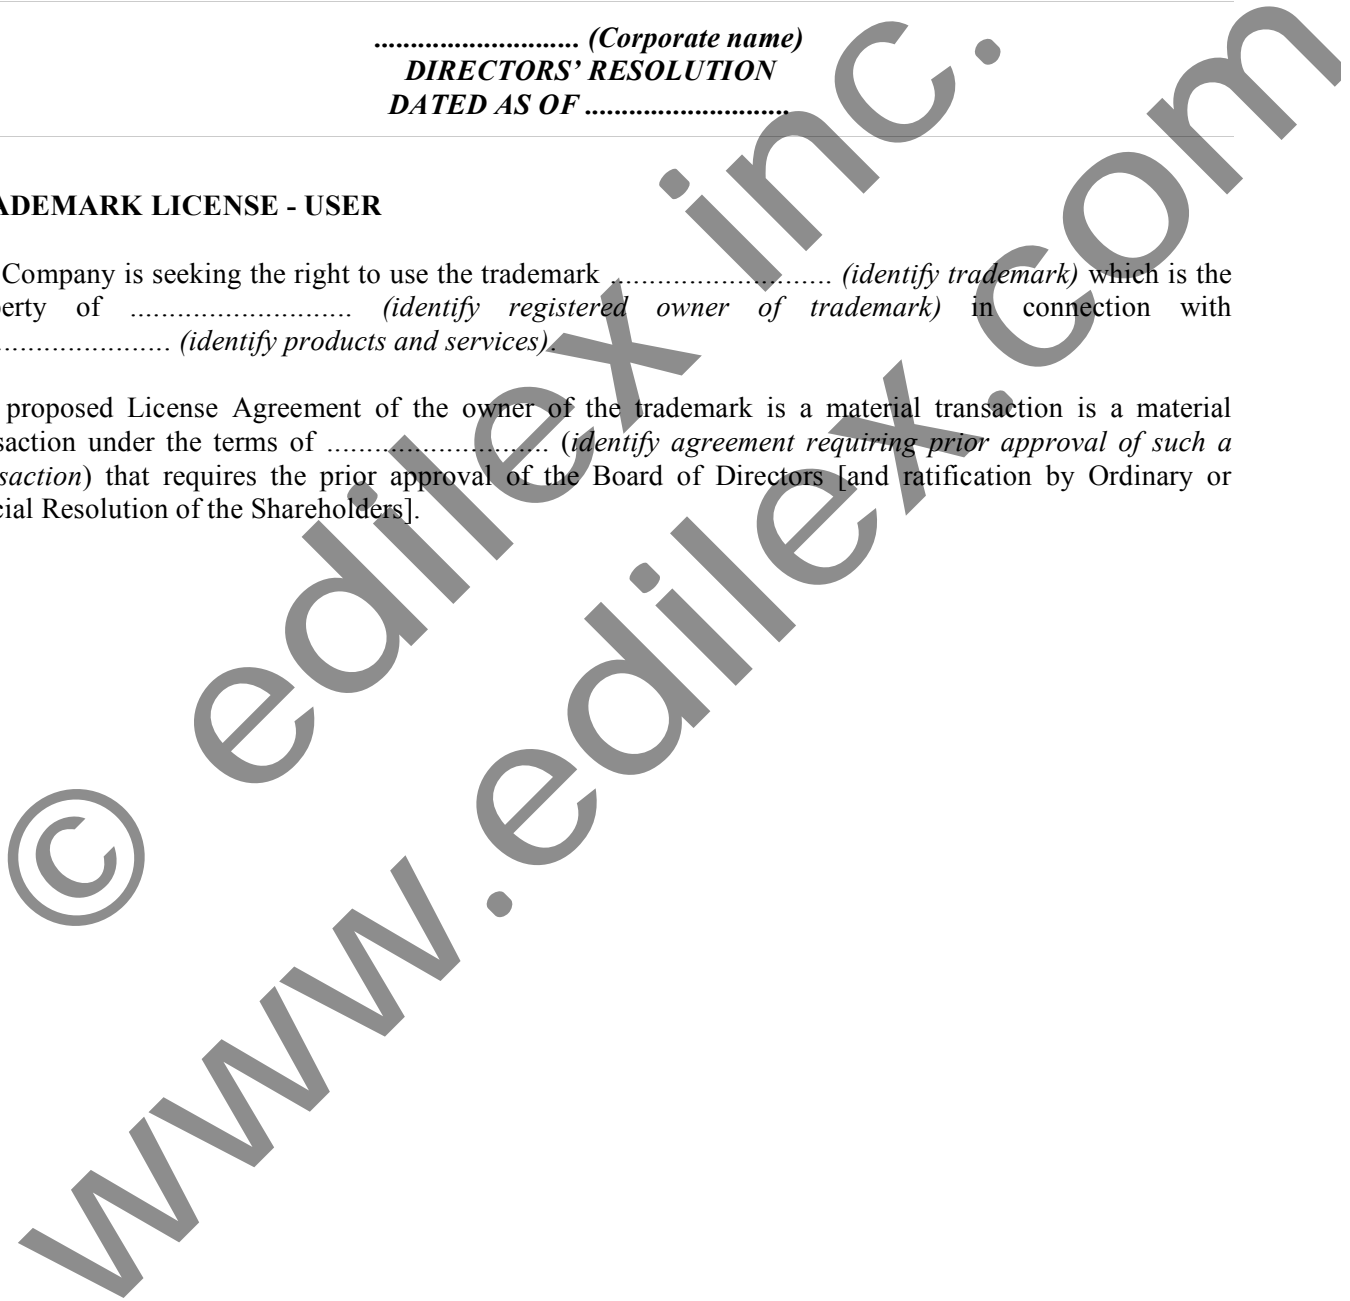 ............................ (Corporate name)
DIRECTORS’ RESOLUTION
DATED AS OF ............................
ADEMARK LICENSE - USER
Company is seeking the right to use the trademark ............................ (identify trademark) which is the
erty of ............................ (identify registered owner of trademark) in connection with
....................... (identify products and services).
proposed License Agreement of the owner of the trademark is a material transaction is a material
saction under the terms of ............................ (identify agreement requiring prior approval of such a
saction) that requires the prior approval of the Board of Directors [and ratification by Ordinary or
cial Resolution of the Shareholders].
© edilex inc.
www.edilex.com